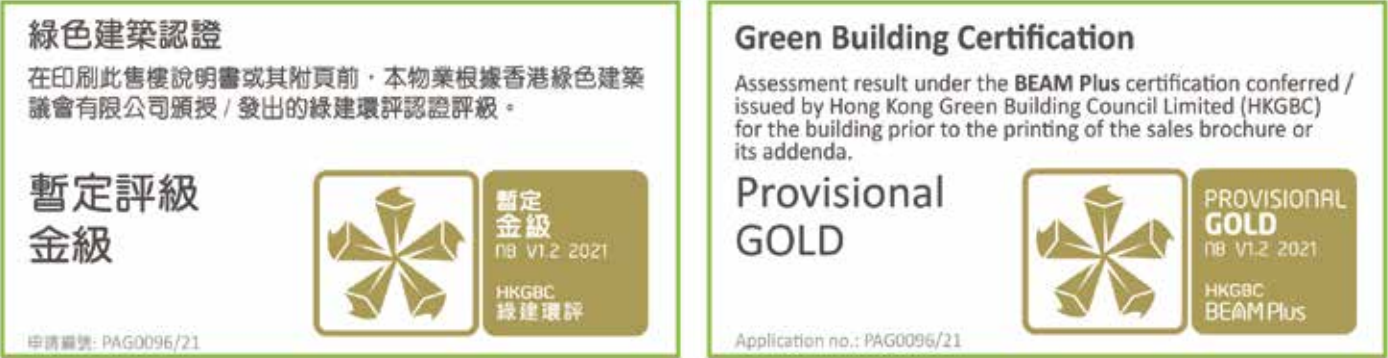 綠色建築認證
在印刷此售樓說明書或其附頁前，本物業根據香港綠色建築
議會有限公司頒授 / 發出的綠建環評認證評級。
暫定評級
金級
暫定
金級
NB V1.2 2021
HKGBC
綠建環評
申請編號: PAG0096/21
Green Building Certification
Assessment result under the BEAM Plus certification conferred /
issued by Hong Kong Green Building Council Limited (HKGBC)
for the building prior to the printing of the sales brochure or
its addenda.
Provisional
GOLD
PROVISIONAL
GOLD
NB V1.2 2021
HKGBC
BEAM Plus
Application no.: PAG0096/21